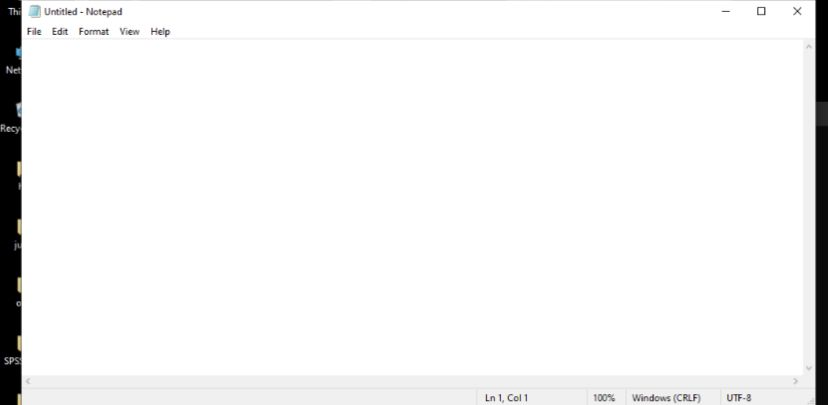 Untitled - Notepad
File Edit Format View Help
Ln 1, Col 1 100% Windows (CRLF) UTF-8